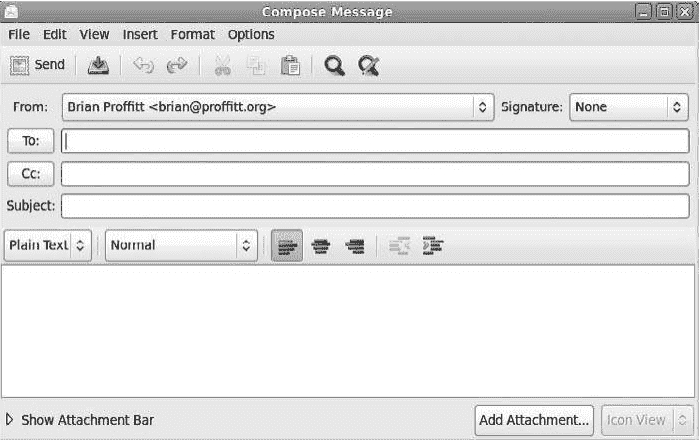 Compose Message
File Edit View Insert Format Options
Send
From: Brian Proffitt <brian@proffitt.org> Signature: None
To:
Cc:
Subject:
Plain Text Normal
Show Attachment Bar Add Attachment... Icon View